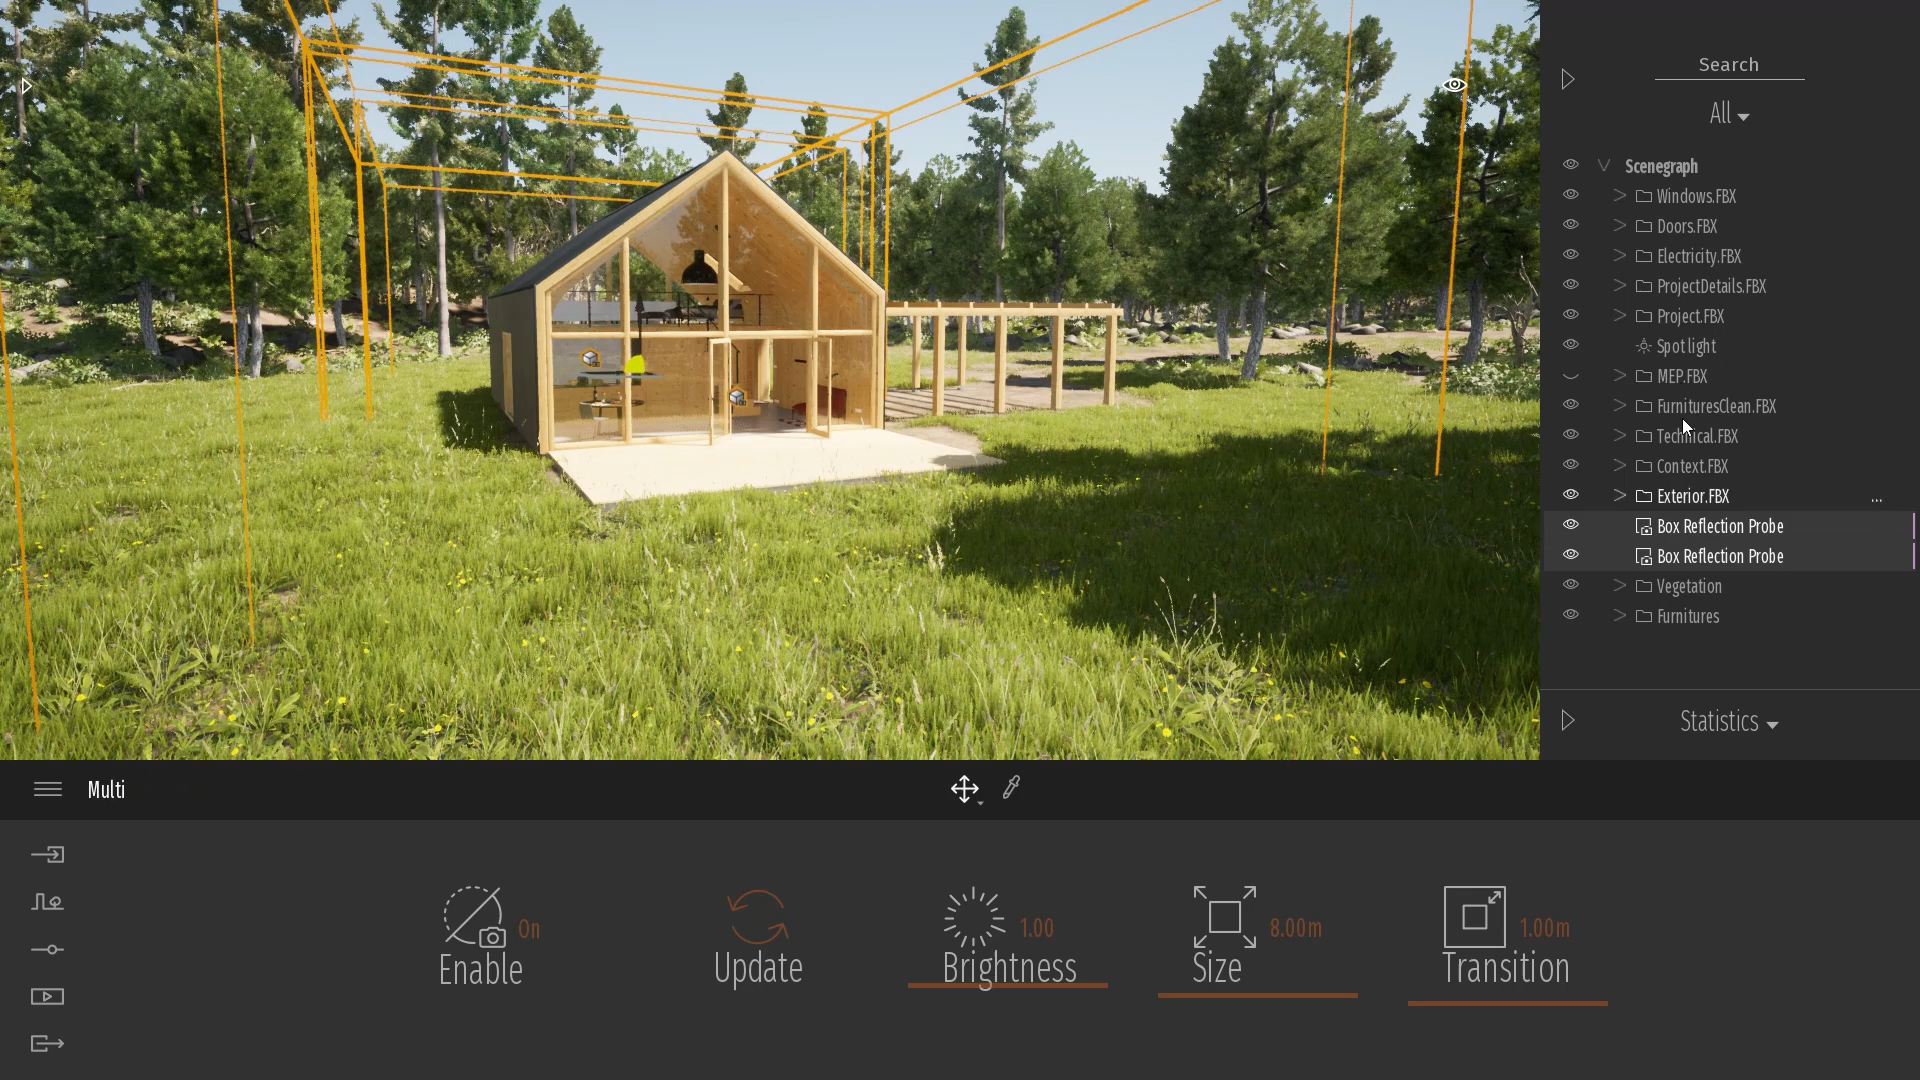 Search
All
Scenegraph
Windows.FBX
Doors.FBX
Electricity.FBX
ProjectDetails.FBX
Project.FBX
Spot light
MEP.FBX
FurnituresClean.FBX
Technical.FBX
Context.FBX
Exterior.FBX ...
Box Reflection Probe
Box Reflection Probe
Vegetation
Furnitures
Statistics
Multi
On
Enable
Update
1.00
Brightness
8.00m
Size
1.00m
Transition